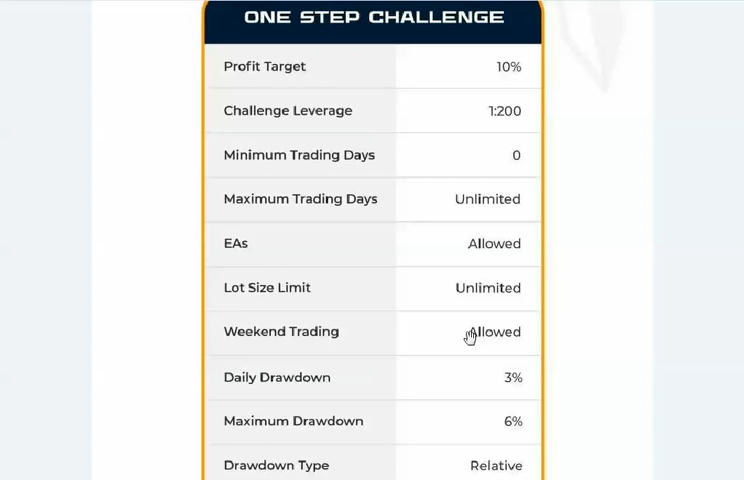 ONE STEP CHALLENGE
Profit Target 10%
Challenge Leverage 1:200
Minimum Trading Days 0
Maximum Trading Days Unlimited
EAs Allowed
Lot Size Limit Unlimited
Weekend Trading Allowed
Daily Drawdown 3%
Maximum Drawdown 6%
Drawdown Type Relative